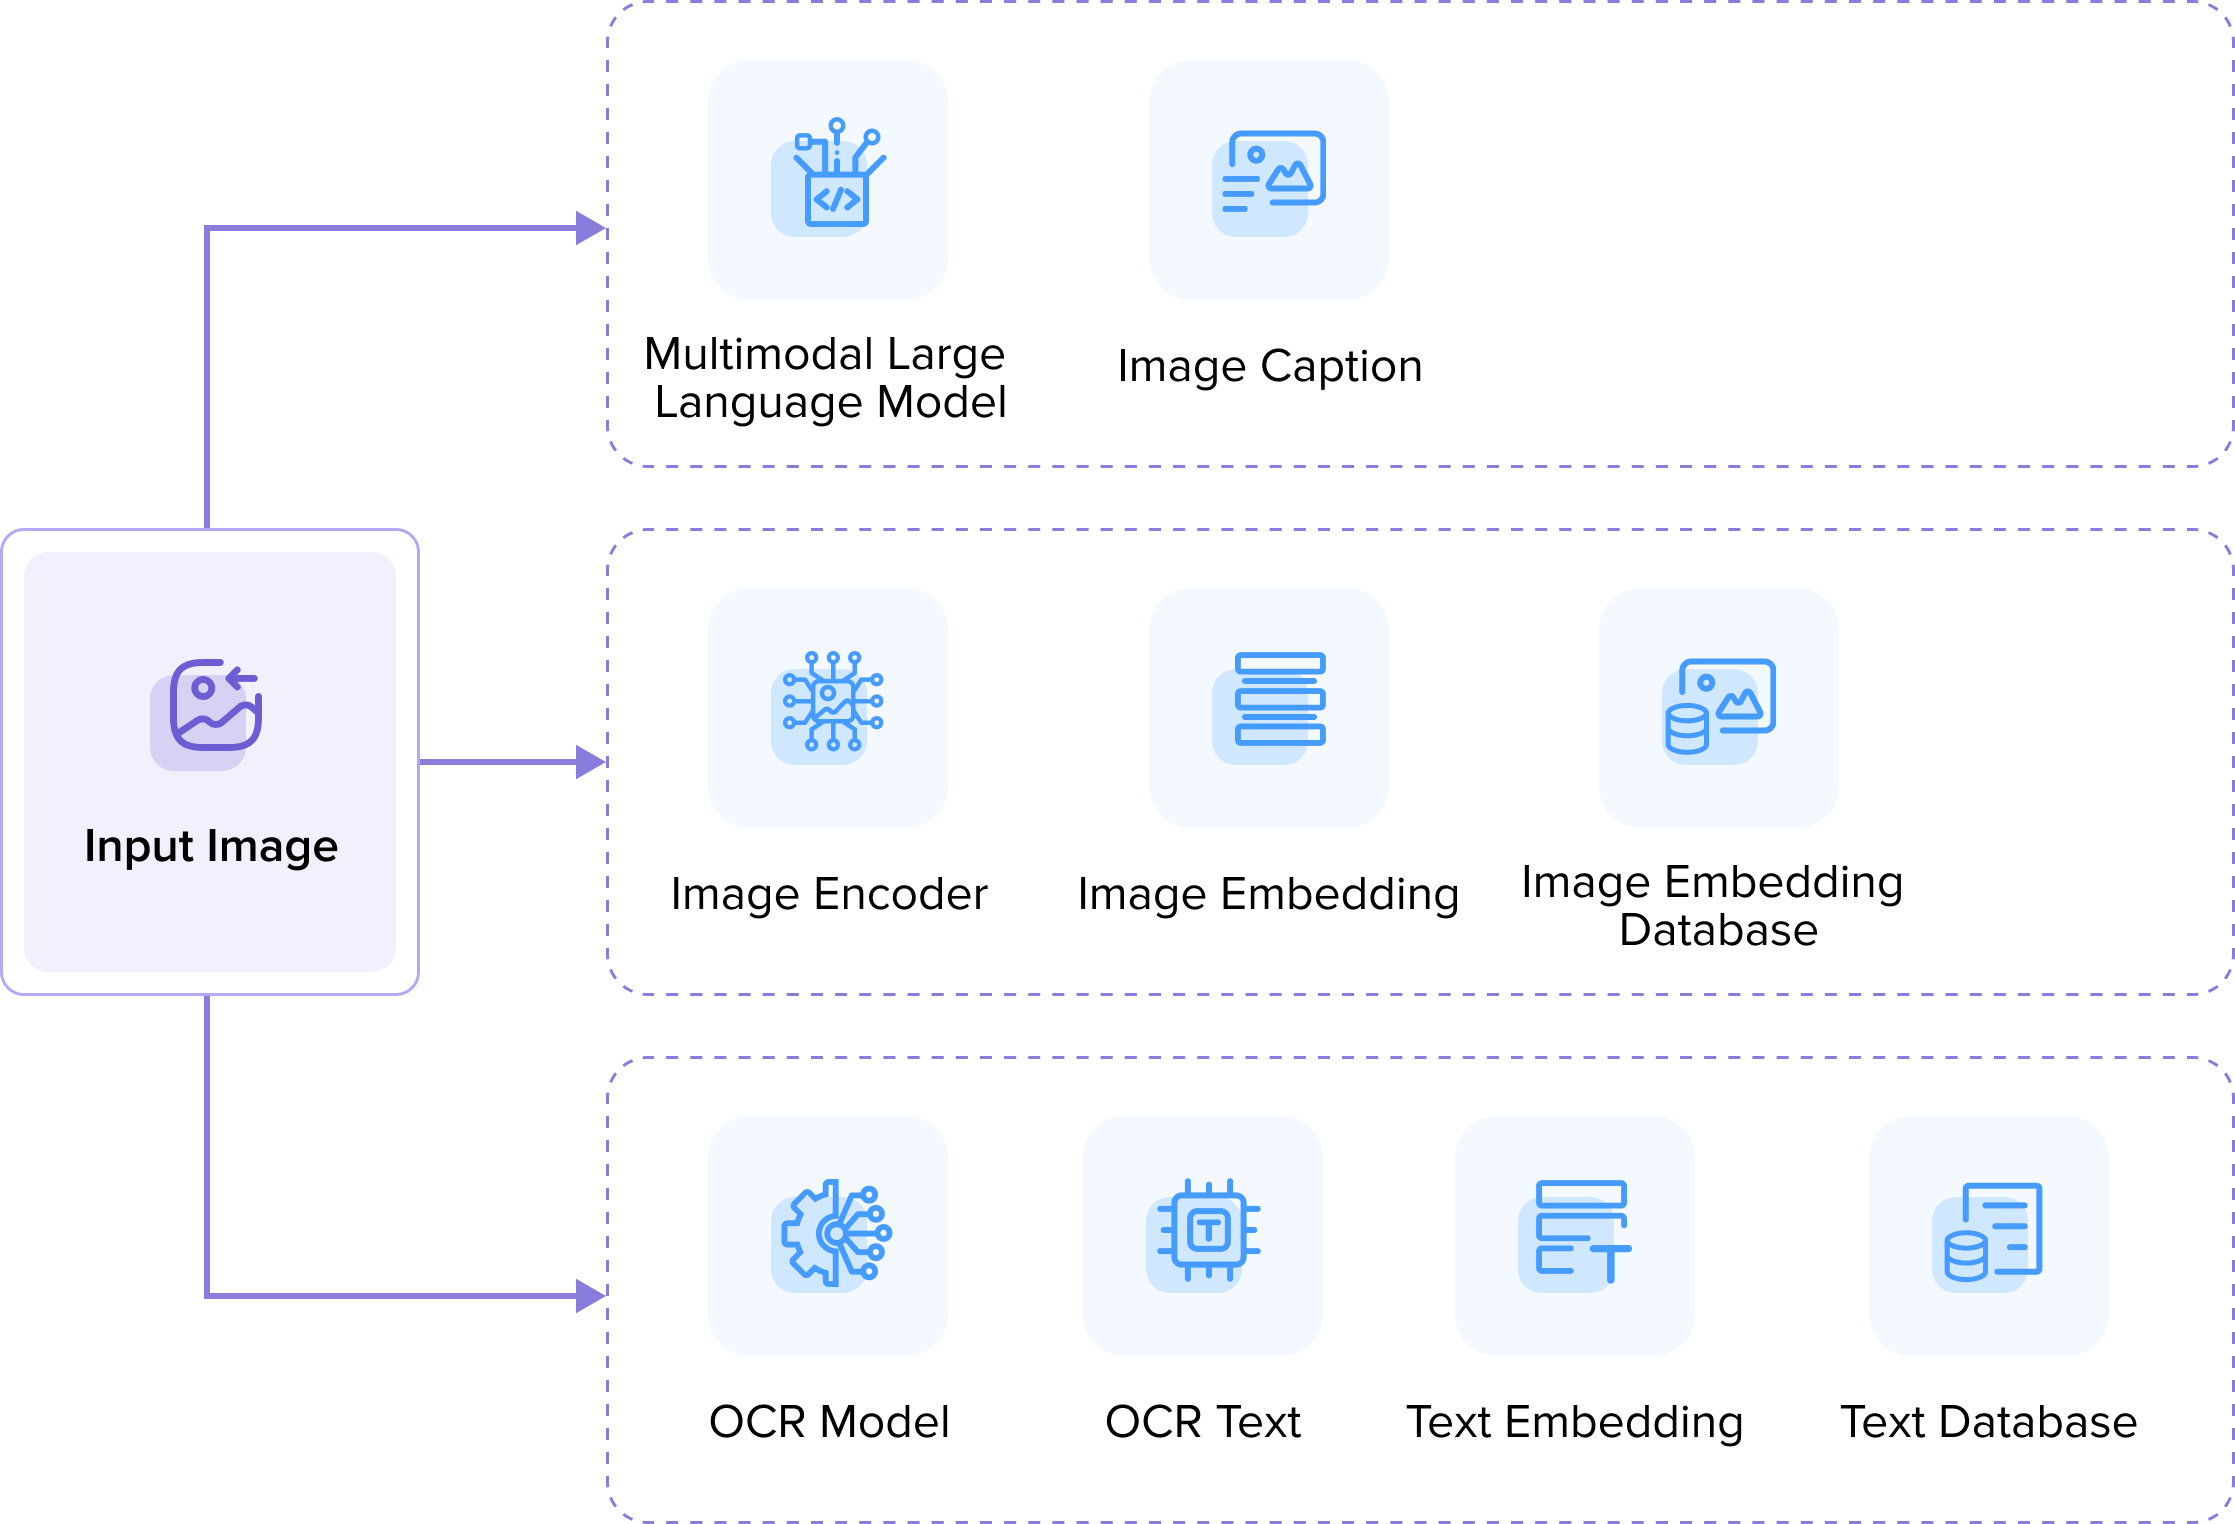 Multimodal Large
Language Model
Image Caption
Input Image
Image Encoder
Image Embedding
Image Embedding
Database
OCR Model
OCR Text
Text Embedding
Text Database